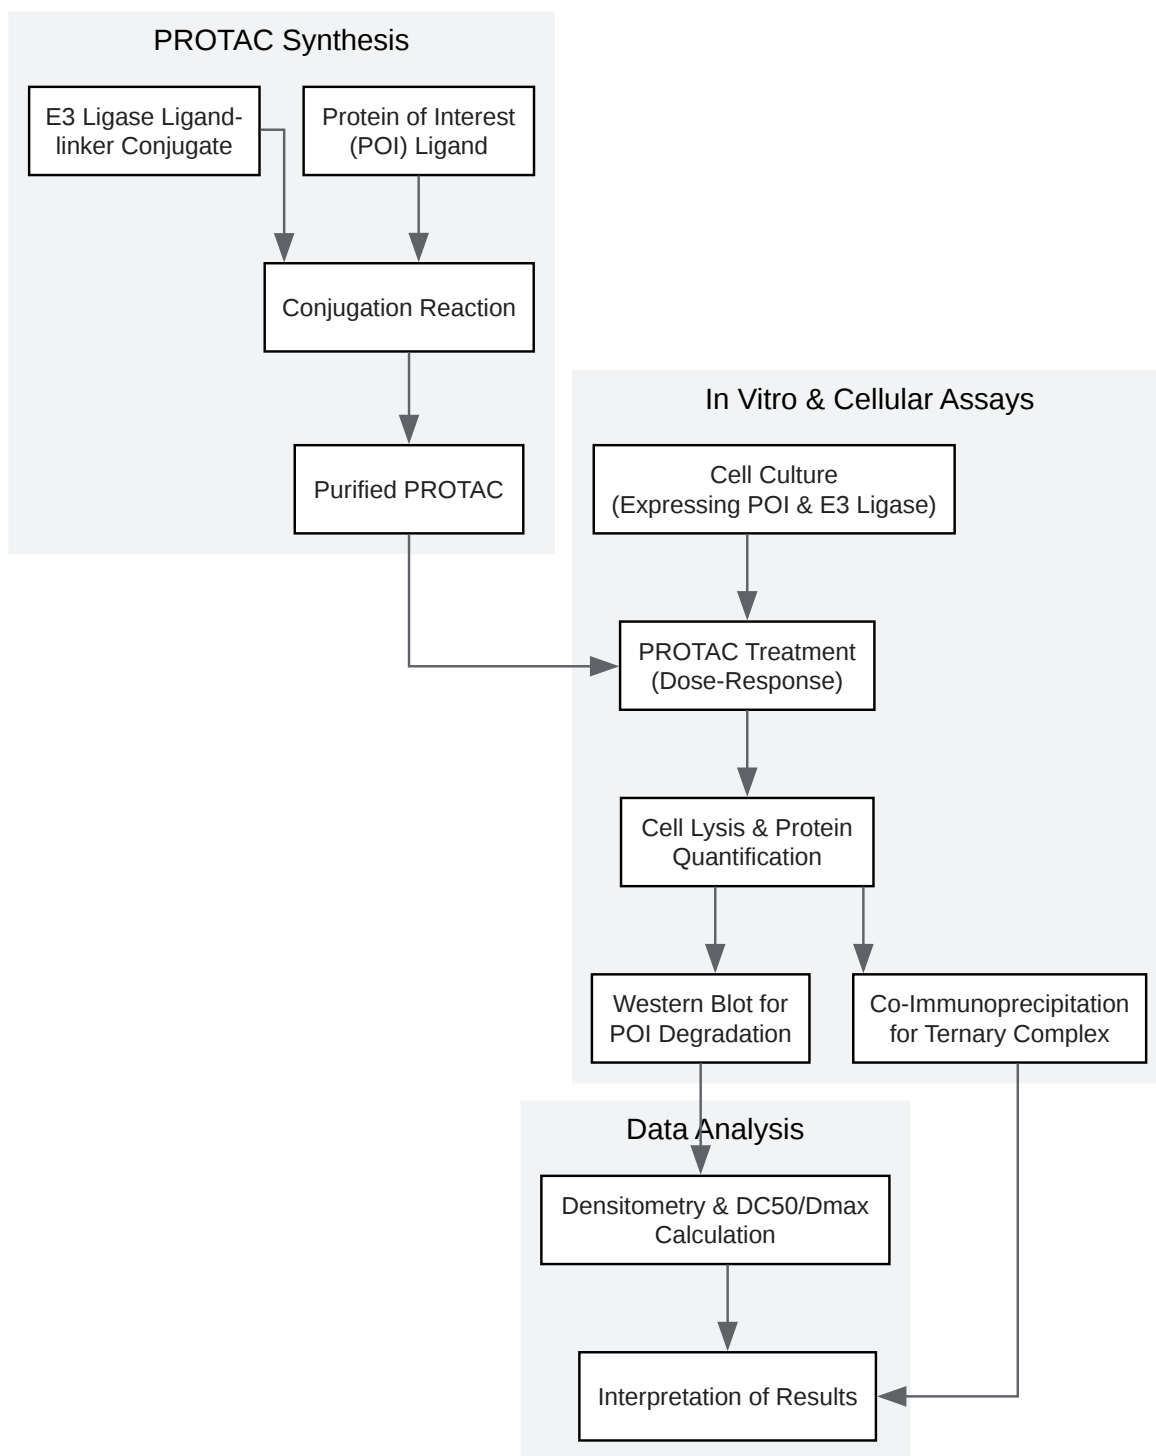 PROTAC Synthesis
E3 Ligase Ligand-
linker Conjugate
Protein of Interest
(POI) Ligand
Conjugation Reaction
Purified PROTAC
In Vitro & Cellular Assays
Cell Culture
(Expressing POI & E3 Ligase)
PROTAC Treatment
(Dose-Response)
Cell Lysis & Protein
Quantification
Western Blot for
POI Degradation
Co-Immunoprecipitation
for Ternary Complex
Data Analysis
Densitometry & DC50/Dmax
Calculation
Interpretation of Results